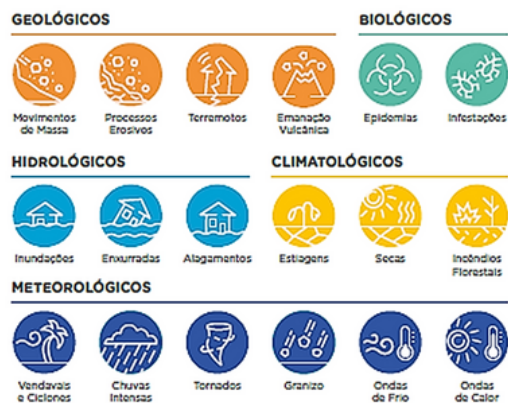 GEOLÓGICOS
BIOLÓGICOS
Movimentos de Massa
Processos Erosivos
Terremotos
Emanação Vulcânica
Epidemias
Infestações
HIDROLÓGICOS
CLIMATOLÓGICOS
Inundações
Enxurradas
Alagamentos
Estiagens
Secas
Incêndios Florestais
METEOROLÓGICOS
Vendavais e Ciclones
Chuvas Intensas
Tornados
Granizo
Ondas de Frio
Ondas de Calor